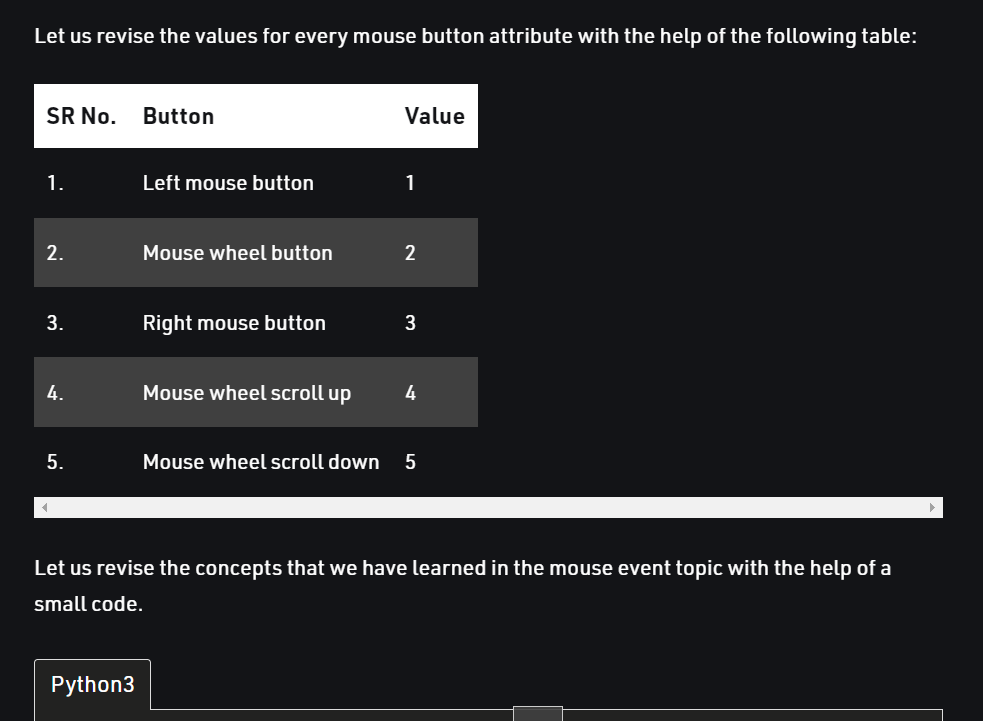 Let us revise the values for every mouse button attribute with the help of the following table:
SR No. Button Value
1. Left mouse button 1
2. Mouse wheel button 2
3. Right mouse button 3
4. Mouse wheel scroll up 4
5. Mouse wheel scroll down 5
Let us revise the concepts that we have learned in the mouse event topic with the help of a
small code.
Python3